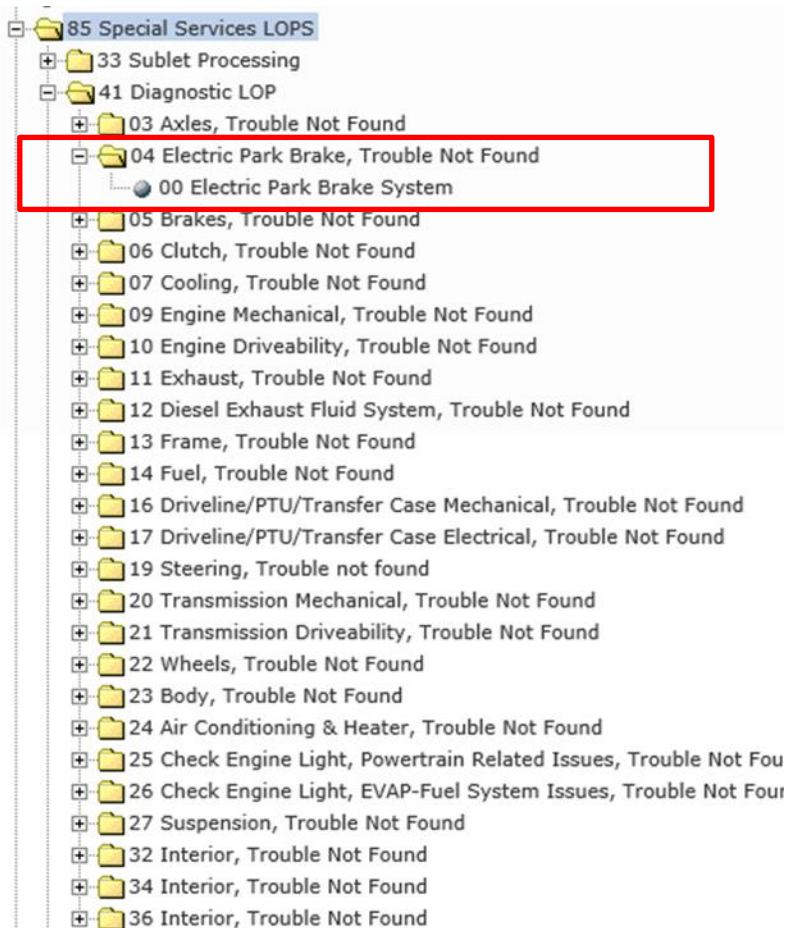 85 Special Services LOPS
33 Sublet Processing
41 Diagnostic LOP
03 Axles, Trouble Not Found
04 Electric Park Brake, Trouble Not Found
00 Electric Park Brake System
05 Brakes, Trouble Not Found
06 Clutch, Trouble Not Found
07 Cooling, Trouble Not Found
09 Engine Mechanical, Trouble Not Found
10 Engine Driveability, Trouble Not Found
11 Exhaust, Trouble Not Found
12 Diesel Exhaust Fluid System, Trouble Not Found
13 Frame, Trouble Not Found
14 Fuel, Trouble Not Found
16 Driveline/PTU/Transfer Case Mechanical, Trouble Not Found
17 Driveline/PTU/Transfer Case Electrical, Trouble Not Found
19 Steering, Trouble not found
20 Transmission Mechanical, Trouble Not Found
21 Transmission Driveability, Trouble Not Found
22 Wheels, Trouble Not Found
23 Body, Trouble Not Found
24 Air Conditioning & Heater, Trouble Not Found
25 Check Engine Light, Powertrain Related Issues, Trouble Not Fou
26 Check Engine Light, EVAP-Fuel System Issues, Trouble Not Four
27 Suspension, Trouble Not Found
32 Interior, Trouble Not Found
34 Interior, Trouble Not Found
36 Interior, Trouble Not Found